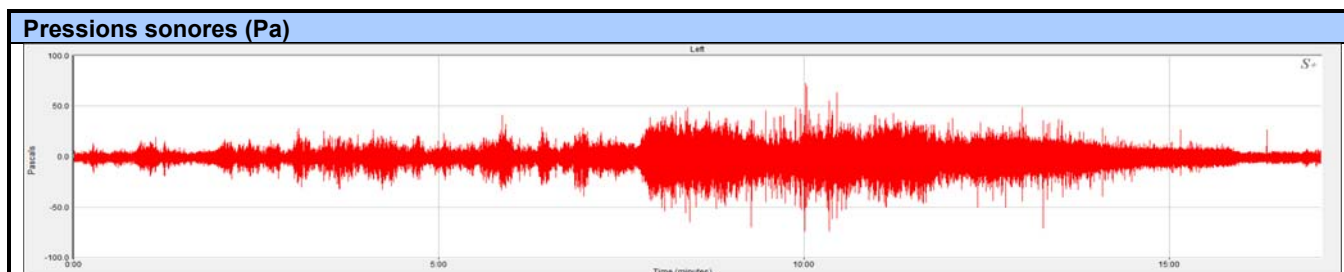 Pressions sonores (Pa)
Left
100.0
S+
50.0
0.0
Pascals
-50.0
-100.0
0:00
5:00
10:00
15:00
Time (minutes)